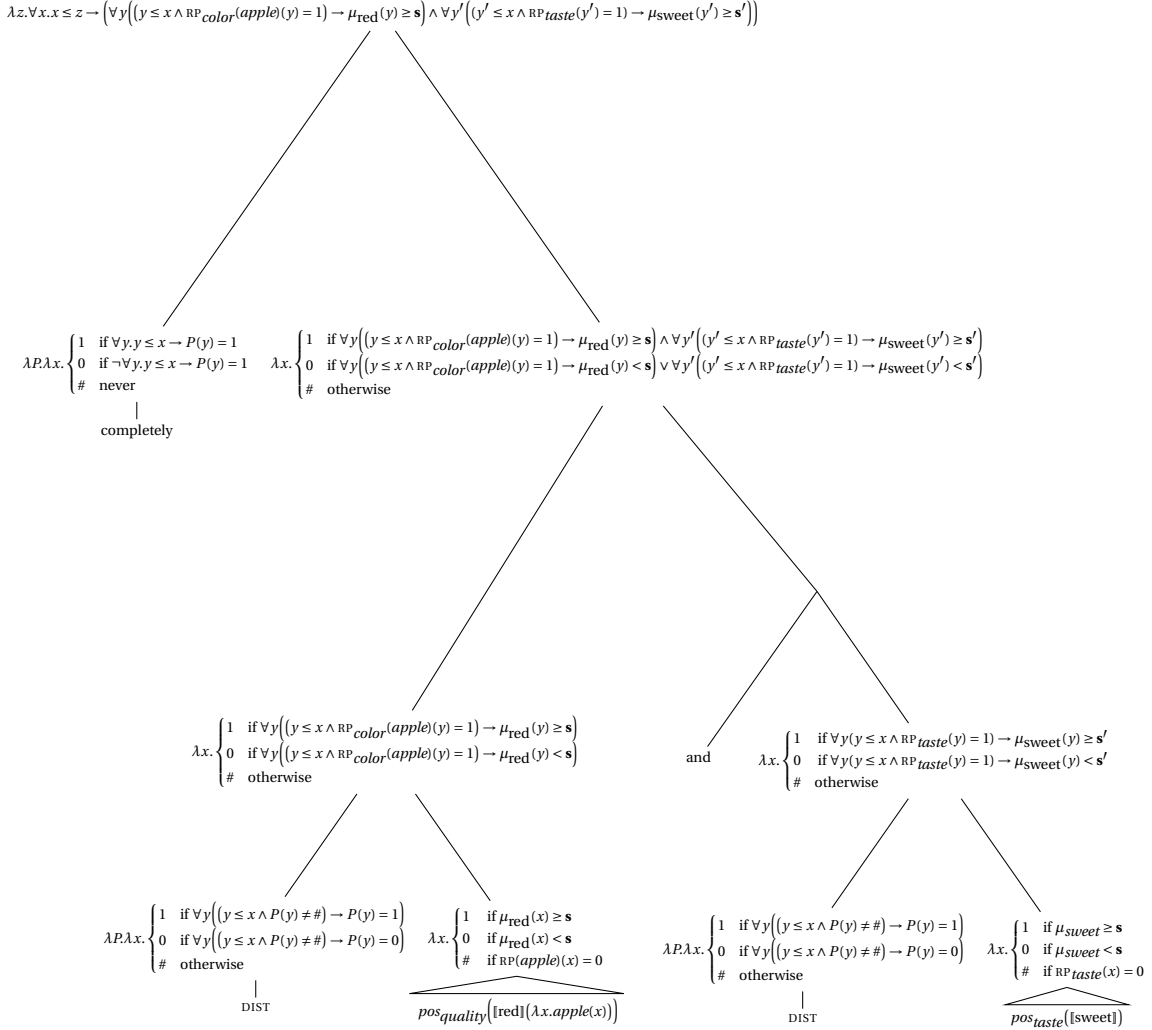 λz.∀x.x ≤ z → (∀y((y ≤ x ∧ RP_color(apple)(y) = 1) → μ_red(y) ≥ s) ∧ ∀y′((y′ ≤ x ∧ RP_taste(y′) = 1) → μ_sweet(y′) ≥ s′))
λP.λx. { 1 if ∀y.y ≤ x → P(y) = 1
0 if ¬∀y.y ≤ x → P(y) = 1
# never
completely
λx. { 1 if ∀y((y ≤ x ∧ RP_color(apple)(y) = 1) → μ_red(y) ≥ s) ∧ ∀y′((y′ ≤ x ∧ RP_taste(y′) = 1) → μ_sweet(y′) ≥ s′)
0 if ∀y((y ≤ x ∧ RP_color(apple)(y) = 1) → μ_red(y) < s) ∨ ∀y′((y′ ≤ x ∧ RP_taste(y′) = 1) → μ_sweet(y′) < s′)
# otherwise
λx. { 1 if ∀y((y ≤ x ∧ RP_color(apple)(y) = 1) → μ_red(y) ≥ s)
0 if ∀y((y ≤ x ∧ RP_color(apple)(y) = 1) → μ_red(y) < s)
# otherwise
and
λx. { 1 if ∀y(y ≤ x ∧ RP_taste(y) = 1) → μ_sweet(y) ≥ s′
0 if ∀y(y ≤ x ∧ RP_taste(y) = 1) → μ_sweet(y) < s′
# otherwise
λP.λx. { 1 if ∀y((y ≤ x ∧ P(y) ≠ #) → P(y) = 1)
0 if ∀y((y ≤ x ∧ P(y) ≠ #) → P(y) = 0)
# otherwise
DIST
λx. { 1 if μ_red(x) ≥ s
0 if μ_red(x) < s
# if RP(apple)(x) = 0
pos_quality(⟦red⟧(λx.apple(x)))
λP.λx. { 1 if ∀y((y ≤ x ∧ P(y) ≠ #) → P(y) = 1)
0 if ∀y((y ≤ x ∧ P(y) ≠ #) → P(y) = 0)
# otherwise
DIST
λx. { 1 if μ_sweet ≥ s
0 if μ_sweet < s
# if RP_taste(x) = 0
pos_taste(⟦sweet⟧)